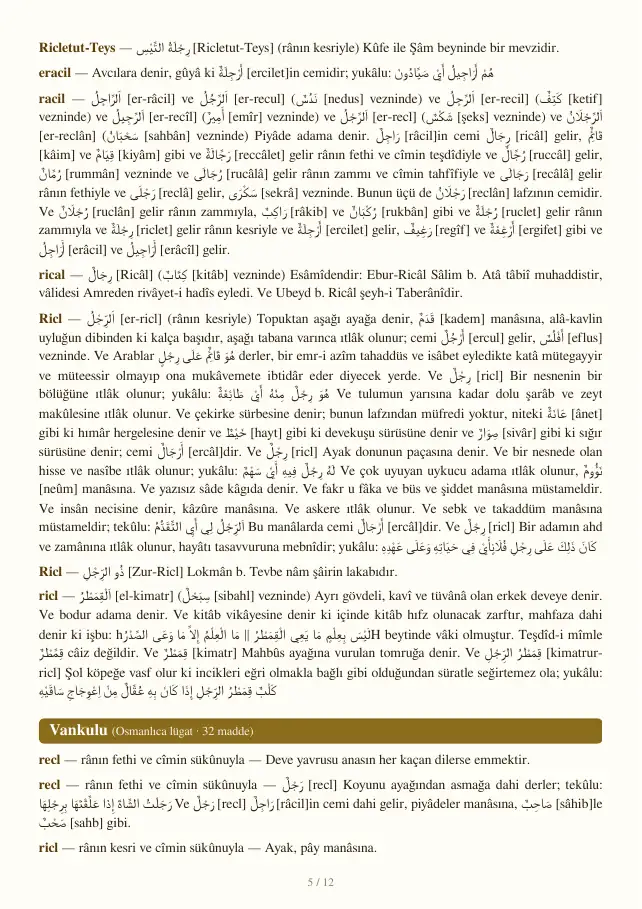 Ricletut-Teys — رِجْلَةُ التَّيْسِ [Ricletut-Teys] (rânın kesriyle) Kûfe ile Şâm beyninde bir mevzidir.
eracil — Avcılara denir, gûyâ ki أَرْجِلَةٌ [ercilet]in cemidir; yukâlu: هُمْ أَرَاجِيلُ أَيْ صَيَّادُونَ
racil — اَلرَّاجِلُ [er-râcil] ve اَلرَّجُلُ [er-recul] (نَدُسٌ [nedus] vezninde) ve اَلرَّجِلُ [er-recil] (كَتِفٌ [ketif]
vezninde) ve اَلرَّجِيلُ [er-recîl] (أَمِيرٌ [emîr] vezninde) ve اَلرَّجْلُ [er-recl] (شَكْسٌ [şeks] vezninde) ve اَلرَّجْلَانُ
[er-reclân] (سَحْبَانُ [sahbân] vezninde) Piyâde adama denir. رَاجِلٌ [râcil]in cemi رِجَالٌ [ricâl] gelir, قَائِمٌ
[kâim] ve قِيَامٌ [kiyâm] gibi ve رَجَّالَةٌ [reccâlet] gelir rânın fethi ve cîmin teşdîdiyle ve رُجَّالٌ [ruccâl] gelir,
رُمَّانٌ [rummân] vezninde ve رُجَالَى [rucâlâ] gelir rânın zammı ve cîmin tahfîfiyle ve رَجَالَى [recâlâ] gelir
rânın fethiyle ve رَجْلَى [reclâ] gelir, سَكْرَى [sekrâ] vezninde. Bunun üçü de رَجْلَانُ [reclân] lafzının cemidir.
Ve رُجْلَانٌ [ruclân] gelir rânın zammıyla, رَاكِبٌ [râkib] ve رُكْبَانٌ [rukbân] gibi ve رُجْلَةٌ [ruclet] gelir rânın
zammıyla ve رِجْلَةٌ [riclet] gelir rânın kesriyle ve أَرْجِلَةٌ [ercilet] gelir, رَغِيفٌ [regîf] ve أَرْغِفَةٌ [ergifet] gibi ve
أَرَاجِلُ [erâcil] ve أَرَاجِيلُ [erâcîl] gelir.
rical — رِجَالٌ [Ricâl] (كِتَابٌ [kitâb] vezninde) Esâmîdendir: Ebur-Ricâl Sâlim b. Atâ tâbiî muhaddistir,
vâlidesi Amreden rivâyet-i hadîs eyledi. Ve Ubeyd b. Ricâl şeyh-i Taberânîdir.
Ricl — اَلرِّجْلُ [er-ricl] (rânın kesriyle) Topuktan aşağı ayağa denir, قَدَمٌ [kadem] manâsına, alâ-kavlin
uyluğun dibinden ki kalça başıdır, aşağı tabana varınca ıtlâk olunur; cemi أَرْجُلٌ [ercul] gelir, أَفْلُسٌ [eflus]
vezninde. Ve Arablar هُوَ قَائِمٌ عَلَى رِجْلٍ derler, bir emr-i azîm tahaddüs ve isâbet eyledikte katâ mütegayyir
ve müteessir olmayıp ona mukâvemete ibtidâr eder diyecek yerde. Ve رِجْلٌ [ricl] Bir nesnenin bir
bölüğüne ıtlâk olunur; yukâlu: هُوَ رِجْلٌ مِنْهُ أَيْ طَائِفَةٌ Ve tulumun yarısına kadar dolu şarâb ve zeyt
makûlesine ıtlâk olunur. Ve çekirke sürbesine denir; bunun lafzından müfredi yoktur, niteki عَانَةٌ [ânet]
gibi ki hımâr hergelesine denir ve خَيْطٌ [hayt] gibi ki devekuşu sürüsüne denir ve صِوَارٌ [sivâr] gibi ki sığır
sürüsüne denir; cemi أَرْجَالٌ [ercâl]dir. Ve رِجْلٌ [ricl] Ayak donunun paçasına denir. Ve bir nesnede olan
hisse ve nasîbe ıtlâk olunur; yukâlu: لَهُ رِجْلٌ فِيهِ أَيْ سَهْمٌ Ve çok uyuyan uykucu adama ıtlâk olunur, نَؤُومٌ
[neûm] manâsına. Ve yazısız sâde kâgıda denir. Ve fakr u fâka ve büs ve şiddet manâsına müstameldir.
Ve insân necisine denir, kâzûre manâsına. Ve askere ıtlâk olunur. Ve sebk ve takaddüm manâsına
müstameldir; tekûlu: اَلرِّجْلُ لِي أَيِ التَّقَدُّمُ Bu manâlarda cemi أَرْجَالٌ [ercâl]dir. Ve رِجْلٌ [ricl] Bir adamın ahd
ve zamânına ıtlâk olunur, hayâtı tasavvuruna mebnîdir; yukâlu: كَانَ ذَلِكَ عَلَى رِجْلِ فُلَانٍأَيْ فِي حَيَاتِهِ وَعَلَى عَهْدِهِ
Ricl — ذُو الرِّجْلِ [Zur-Ricl] Lokmân b. Tevbe nâm şâirin lakabıdır.
ricl — اَلْقِمَطْرُ [el-kimatr] (سِبَحْلٌ [sibahl] vezninde) Ayrı gövdeli, kavî ve tüvânâ olan erkek deveye denir.
Ve bodur adama denir. Ve kitâb vikâyesine denir ki içinde kitâb hıfz olunacak zarftır, mahfaza dahi
denir ki işbu: hلَيْسَ بِعِلْمٍ مَا يَعِي الْقِمَطْرُ || مَا الْعِلْمُ إِلاَّ مَا وَعَى الصَّدْرُH beytinde vâki olmuştur. Teşdîd-i mîmle
قِمَّطْرٌ câiz değildir. Ve قِمَطْرٌ [kimatr] Mahbûs ayağına vurulan tomruğa denir. Ve قِمَطْرُ الرِّجْلِ [kimatrur-
ricl] Şol köpeğe vasf olur ki incikleri eğri olmakla bağlı gibi olduğundan süratle seğirtemez ola; yukâlu:
كَلْبٌ قِمَطْرُ الرِّجْلِ إِذَا كَانَ بِهِ عُقَّالٌ مِنْ اِعْوِجَاجِ سَاقَيْهِ
Vankulu (Osmanlıca lügat · 32 madde)
recl — rânın fethi ve cîmin sükûnuyla — Deve yavrusu anasın her kaçan dilerse emmektir.
recl — rânın fethi ve cîmin sükûnuyla — رَجْلٌ [recl] Koyunu ayağından asmağa dahi derler; tekûlu:
رَجَلْتُ الشَّاةَ إِذَا عَلَّقْتَهَا بِرِجْلِهَا Ve رَجْلٌ [recl] رَاجِلٌ [râcil]in cemi dahi gelir, piyâdeler manâsına, صَاحِبٌ [sâhib]le
صَحْبٌ [sahb] gibi.
ricl — rânın kesri ve cîmin sükûnuyla — Ayak, pây manâsına.
5 / 12